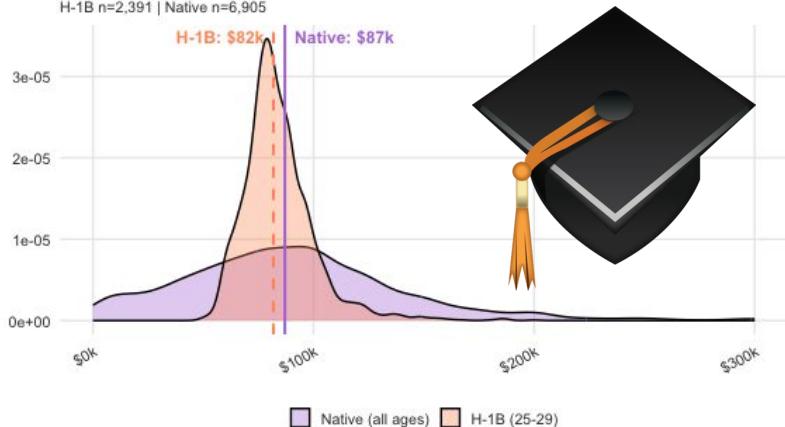 H-1B n=2,391 | Native n=6,905
H-1B: $82k
Native: $87k
3e-05
2e-05
1e-05
0e+00
$0k
$100k
$200k
$300k
Native (all ages)
H-1B (25-29)